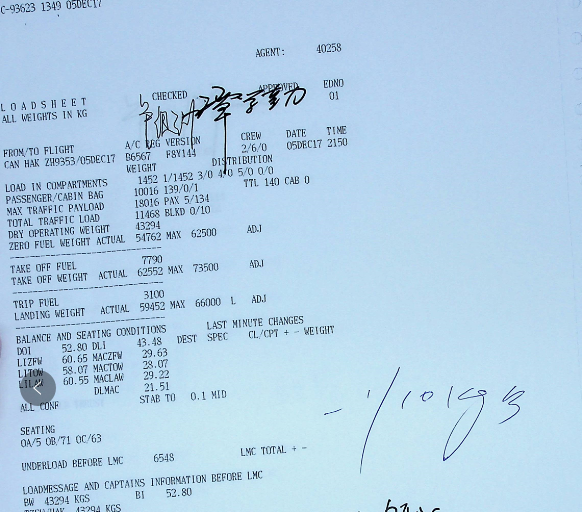 C-93623 1349 05DEC17
AGENT: 40258
CHECKED APPROVED EDNO
LOADSHEET
ALL WEIGHTS IN KG 01
FROM/TO FLIGHT A/C REG VERSION CREW DATE TIME
CAN HAK ZH9353/05DEC17 B6567 F8Y144 2/6/0 05DEC17 2150
WEIGHT DISTRIBUTION
LOAD IN COMPARTMENTS 1452 1/1452 3/0 4/0 5/0 0/0
PASSENGER/CABIN BAG 10016 139/0/1 TTL 140 CAB 0
MAX TRAFFIC PAYLOAD 18016 PAX 5/134
TOTAL TRAFFIC LOAD 11468 BLKD 0/10
DRY OPERATING WEIGHT 43294
ZERO FUEL WEIGHT ACTUAL 54762 MAX 62500 ADJ
TAKE OFF FUEL 7790
TAKE OFF WEIGHT ACTUAL 62552 MAX 73500 ADJ
TRIP FUEL 3100
LANDING WEIGHT ACTUAL 59452 MAX 66000 L ADJ
BALANCE AND SEATING CONDITIONS LAST MINUTE CHANGES
DOI 52.80 DLI 43.48 DEST SPEC CL/CPT + - WEIGHT
LIZFW 60.65 MACZFW 29.63
LITOW 58.07 MACTOW 28.07
LILAW 60.55 MACLAW 29.22
DLMAC 21.51
ALL CONF STAB TO 0.1 MID
SEATING
0A/5 0B/71 0C/63
UNDERLOAD BEFORE LMC 6548 LMC TOTAL + -
LOADMESSAGE AND CAPTAINS INFORMATION BEFORE LMC
BW 43294 KGS BI 52.80
43294 KGS